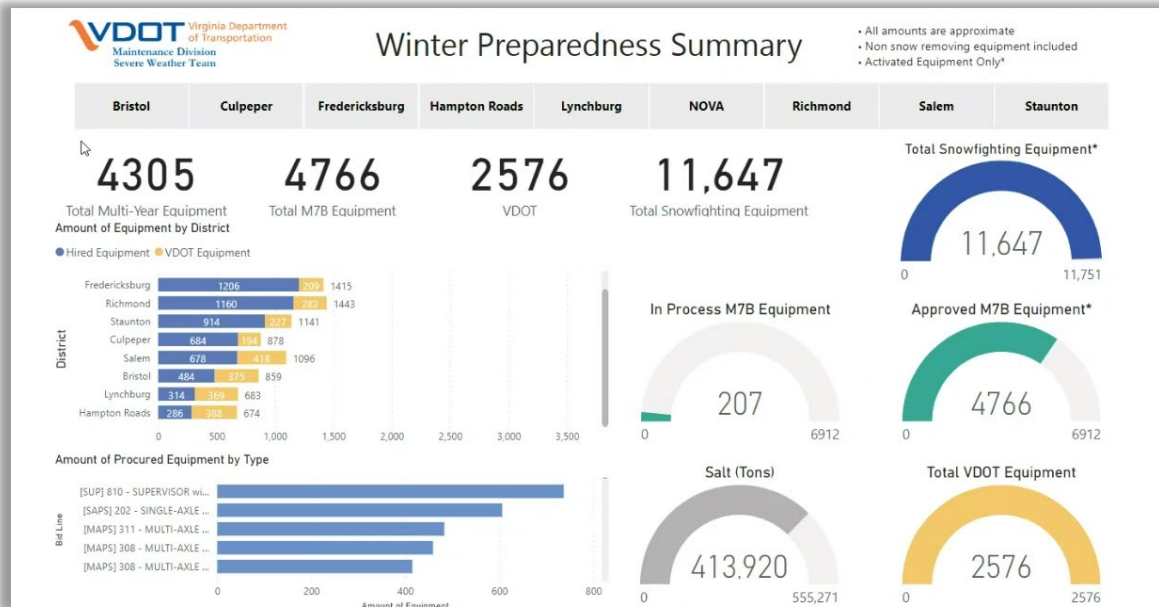 VDOT Virginia Department
of Transportation
Maintenance Division
Severe Weather Team
Winter Preparedness Summary
• All amounts are approximate
• Non snow removing equipment included
• Activated Equipment Only*
Bristol Culpeper Fredericksburg Hampton Roads Lynchburg NOVA Richmond Salem Staunton
4305 4766 2576 11,647
Total Multi-Year Equipment Total M7B Equipment VDOT Total Snowfighting Equipment
Total Snowfighting Equipment*
11,647
0 11,751
Amount of Equipment by District
Hired Equipment VDOT Equipment
District
Fredericksburg 1206 209 1415
Richmond 1160 283 1443
Staunton 914 227 1141
Culpeper 684 194 878
Salem 678 418 1096
Bristol 484 375 859
Lynchburg 314 369 683
Hampton Roads 286 388 674
0 500 1,000 1,500 2,000 2,500 3,000 3,500
In Process M7B Equipment
207
0 6912
Approved M7B Equipment*
4766
0 6912
Amount of Procured Equipment by Type
Bid Line
[SUP] 810 - SUPERVISOR wi...
[SAPS] 202 - SINGLE-AXLE ...
[MAPS] 311 - MULTI-AXLE ...
[MAPS] 308 - MULTI-AXLE ...
[MAPS] 308 - MULTI-AXLE ...
0 200 400 600 800
Amount of Equipment
Salt (Tons)
413,920
0 555,271
Total VDOT Equipment
2576
0 2576